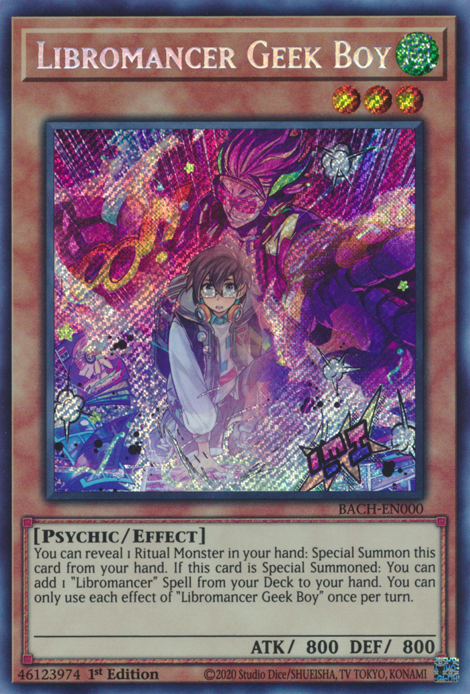 LIBROMANCER GEEK BOY
BACH-EN000
[PSYCHIC/EFFECT]
You can reveal 1 Ritual Monster in your hand: Special Summon this
card from your hand. If this card is Special Summoned: You can
add 1 "Libromancer" Spell from your Deck to your hand. You can
only use each effect of "Libromancer Geek Boy" once per turn.
ATK/ 800 DEF/ 800
46123974 1st Edition ©2020 Studio Dice/SHUEISHA, TV TOKYO, KONAMI